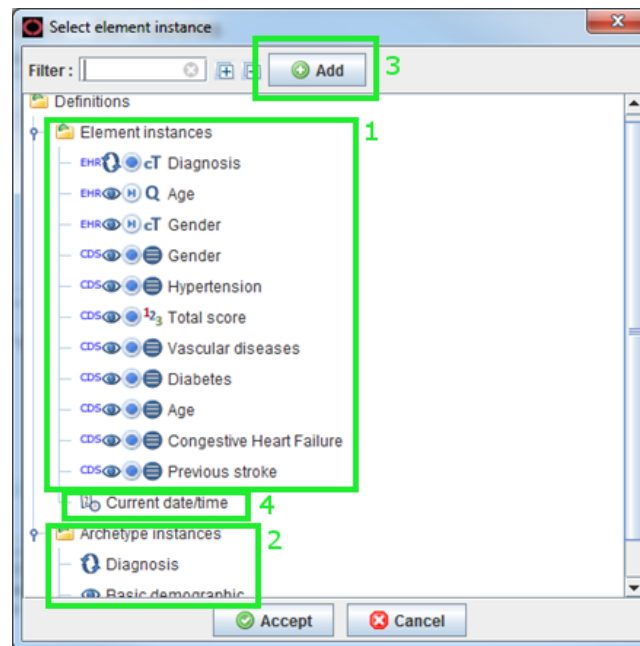 Select element instance
Filter : Add 3
Definitions
Element instances 1
EHR cT Diagnosis
EHR H Q Age
EHR H cT Gender
CDS Gender
CDS Hypertension
CDS 123 Total score
CDS Vascular diseases
CDS Diabetes
CDS Age
CDS Congestive Heart Failure
CDS Previous stroke
Current date/time 4
Archetype instances 2
Diagnosis
Basic demographic
Accept Cancel